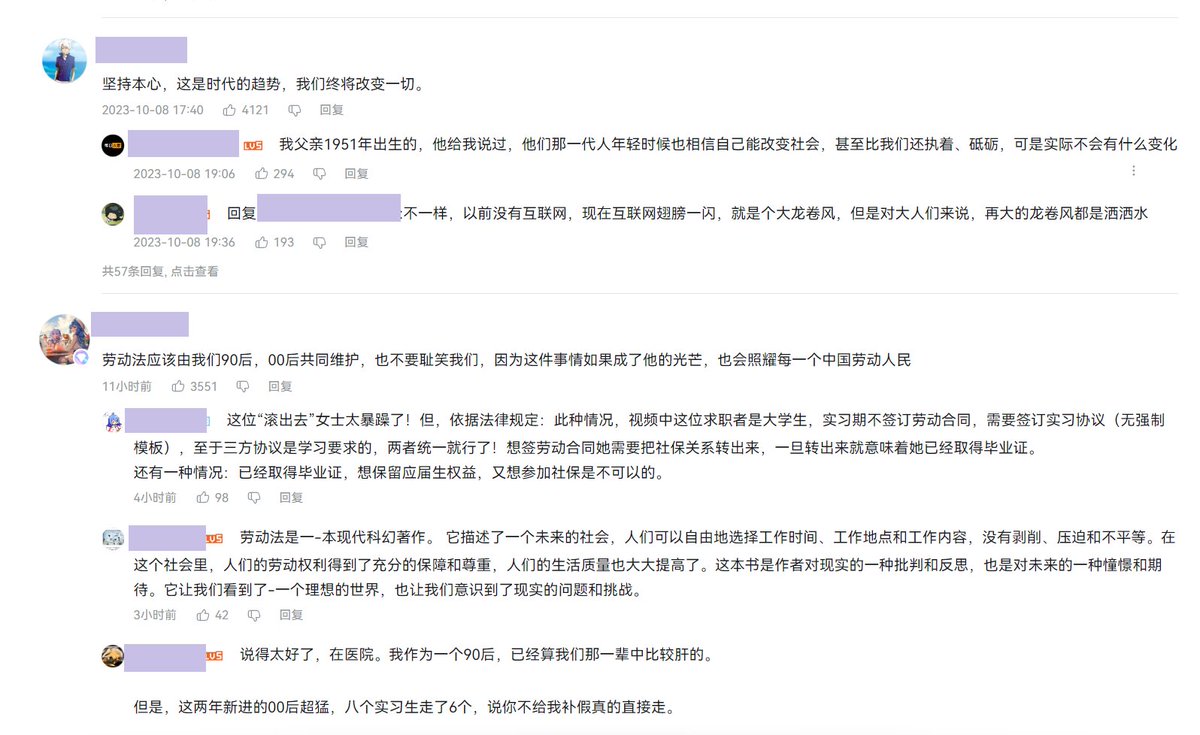 坚持本心，这是时代的趋势，我们终将改变一切。
2023-10-08 17:40 4121 回复
LV5 我父亲1951年出生的，他给我说过，他们那一代人年轻时候也相信自己能改变社会，甚至比我们还执着、砥砺，可是实际不会有什么变化
2023-10-08 19:06 294 回复
回复 :不一样，以前没有互联网，现在互联网翅膀一闪，就是个大龙卷风，但是对大人们来说，再大的龙卷风都是洒洒水
2023-10-08 19:36 193 回复
共57条回复, 点击查看
劳动法应该由我们90后，00后共同维护，也不要耻笑我们，因为这件事情如果成了他的光芒，也会照耀每一个中国劳动人民
11小时前 3551 回复
这位“滚出去”女士太暴躁了！但，依据法律规定：此种情况，视频中这位求职者是大学生，实习期不签订劳动合同，需要签订实习协议（无强制
模板），至于三方协议是学习要求的，两者统一就行了！想签劳动合同她需要把社保关系转出来，一旦转出来就意味着她已经取得毕业证。
还有一种情况：已经取得毕业证，想保留应届生权益，又想参加社保是不可以的。
4小时前 98 回复
LV5 劳动法是一-本现代科幻著作。 它描述了一个未来的社会，人们可以自由地选择工作时间、工作地点和工作内容，没有剥削、压迫和不平等。在
这个社会里，人们的劳动权利得到了充分的保障和尊重，人们的生活质量也大大提高了。这本书是作者对现实的一种批判和反思，也是对未来的一种憧憬和期
待。它让我们看到了-一个理想的世界，也让我们意识到了现实的问题和挑战。
3小时前 42 回复
LV5 说得太好了，在医院。我作为一个90后，已经算我们那一辈中比较肝的。
但是，这两年新进的00后超猛，八个实习生走了6个，说你不给我补假真的直接走。